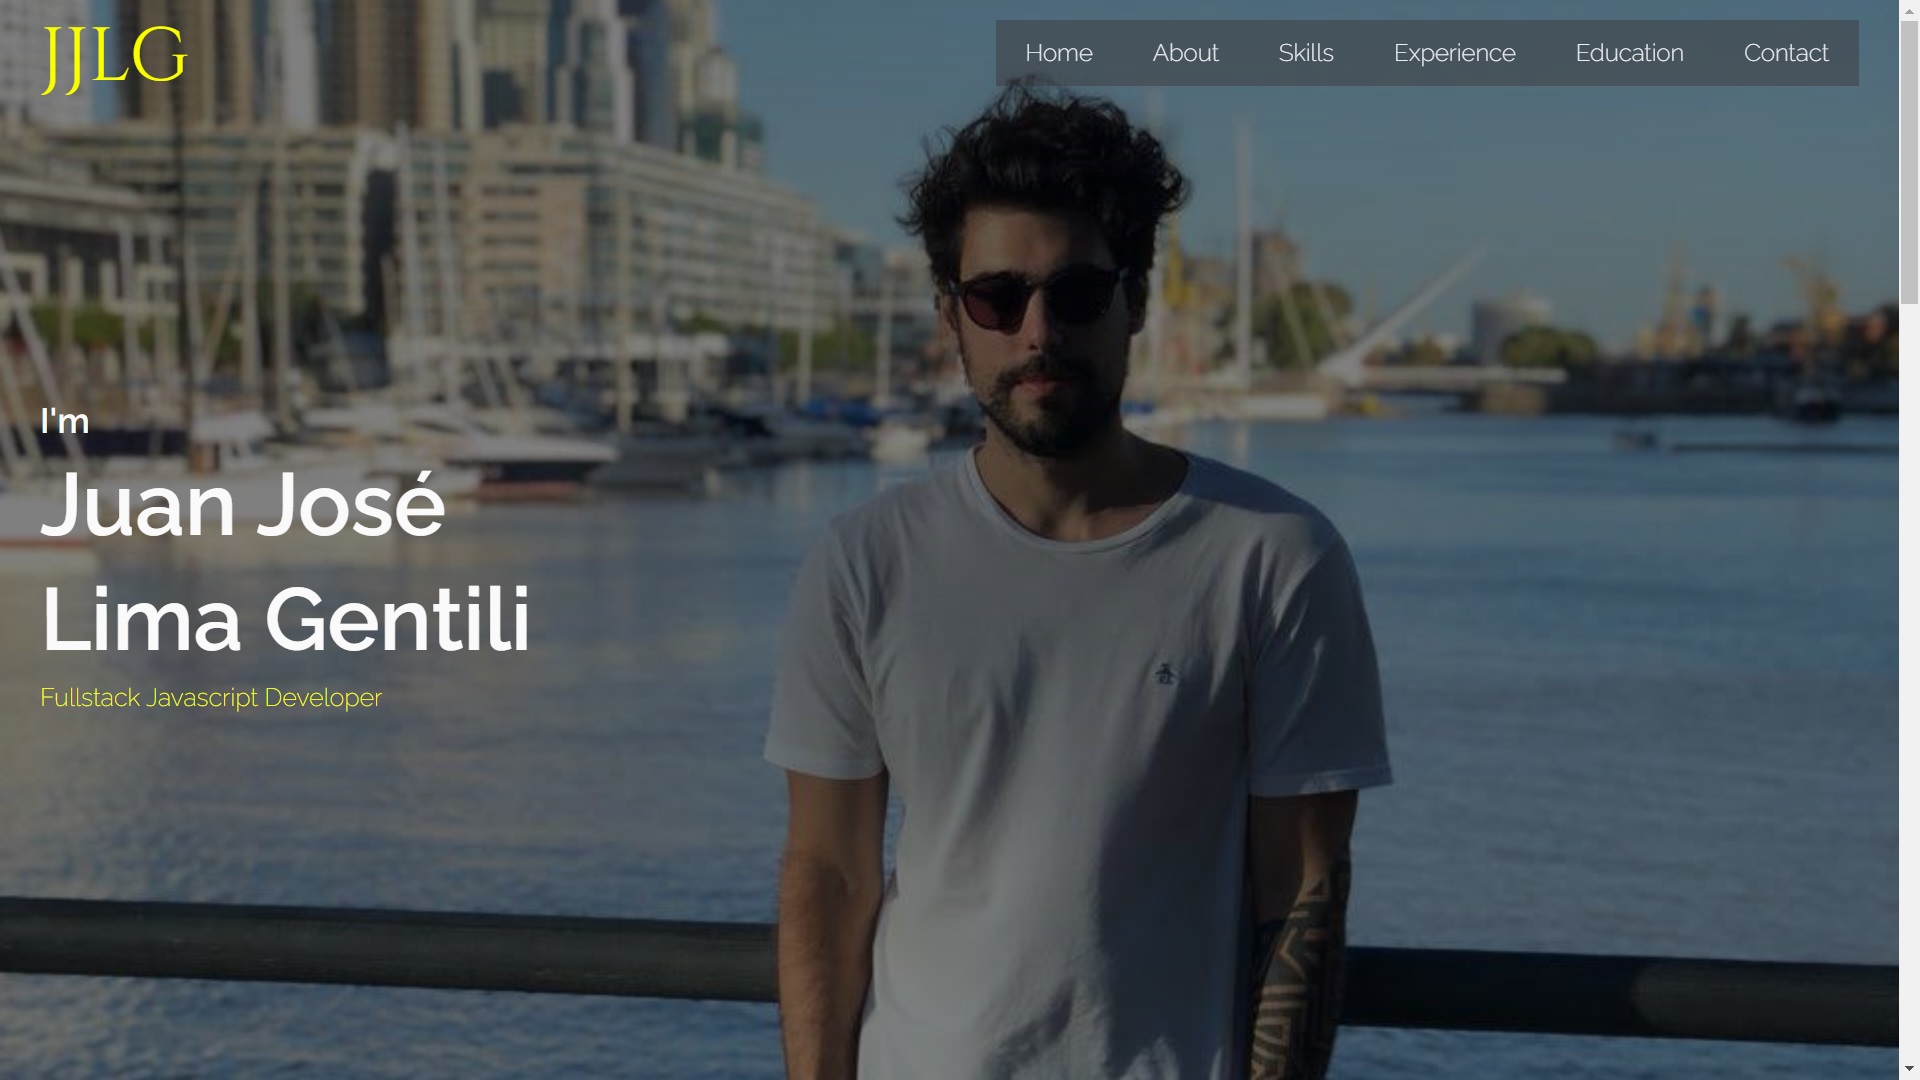 JJLG
Home About Skills Experience Education Contact
I'm
Juan José
Lima Gentili
Fullstack Javascript Developer